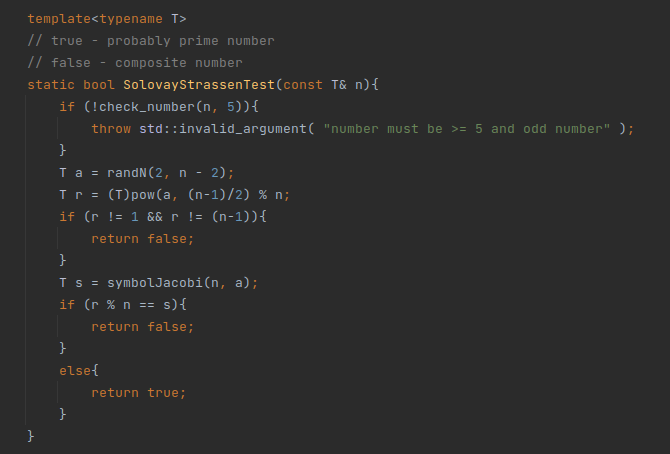 template<typename T>
// true - probably prime number
// false - composite number
static bool SolovayStrassenTest(const T& n){
    if (!check_number(n, 5)){
        throw std::invalid_argument( "number must be >= 5 and odd number" );
    }
    T a = randN(2, n - 2);
    T r = (T)pow(a, (n-1)/2) % n;
    if (r != 1 && r != (n-1)){
        return false;
    }
    T s = symbolJacobi(n, a);
    if (r % n == s){
        return false;
    }
    else{
        return true;
    }
}